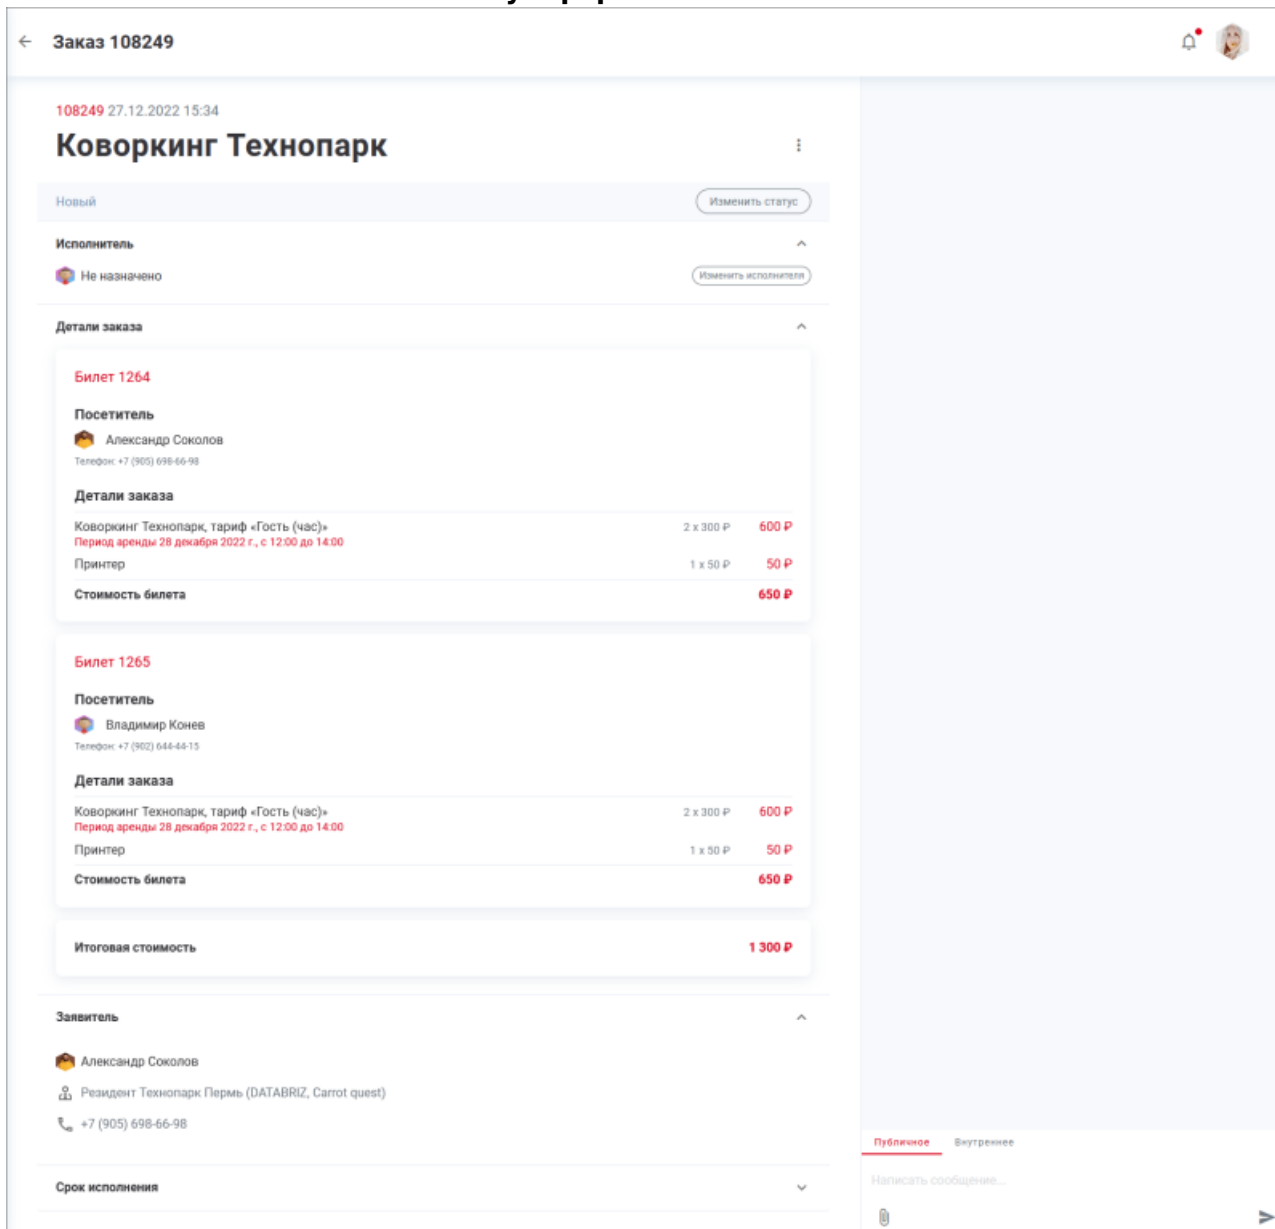 Заказ 108249
108249 27.12.2022 15:34
Коворкинг Технопарк
Новый
Изменить статус
Исполнитель
Не назначено
Изменить исполнителя
Детали заказа
Билет 1264
Посетитель
Александр Соколов
Телефон: +7 (905) 698-66-98
Детали заказа
Коворкинг Технопарк, тариф «Гость (час)» 2 x 300 ₽ 600 ₽
Период аренды 28 декабря 2022 г., с 12:00 до 14:00
Принтер 1 x 50 ₽ 50 ₽
Стоимость билета 650 ₽
Билет 1265
Посетитель
Владимир Конев
Телефон: +7 (902) 644-44-15
Детали заказа
Коворкинг Технопарк, тариф «Гость (час)» 2 x 300 ₽ 600 ₽
Период аренды 28 декабря 2022 г., с 12:00 до 14:00
Принтер 1 x 50 ₽ 50 ₽
Стоимость билета 650 ₽
Итоговая стоимость 1 300 ₽
Заявитель
Александр Соколов
Резидент Технопарк Пермь (DATABRIZ, Carrot quest)
+7 (905) 698-66-98
Срок исполнения
Публичное Внутреннее
Написать сообщение...